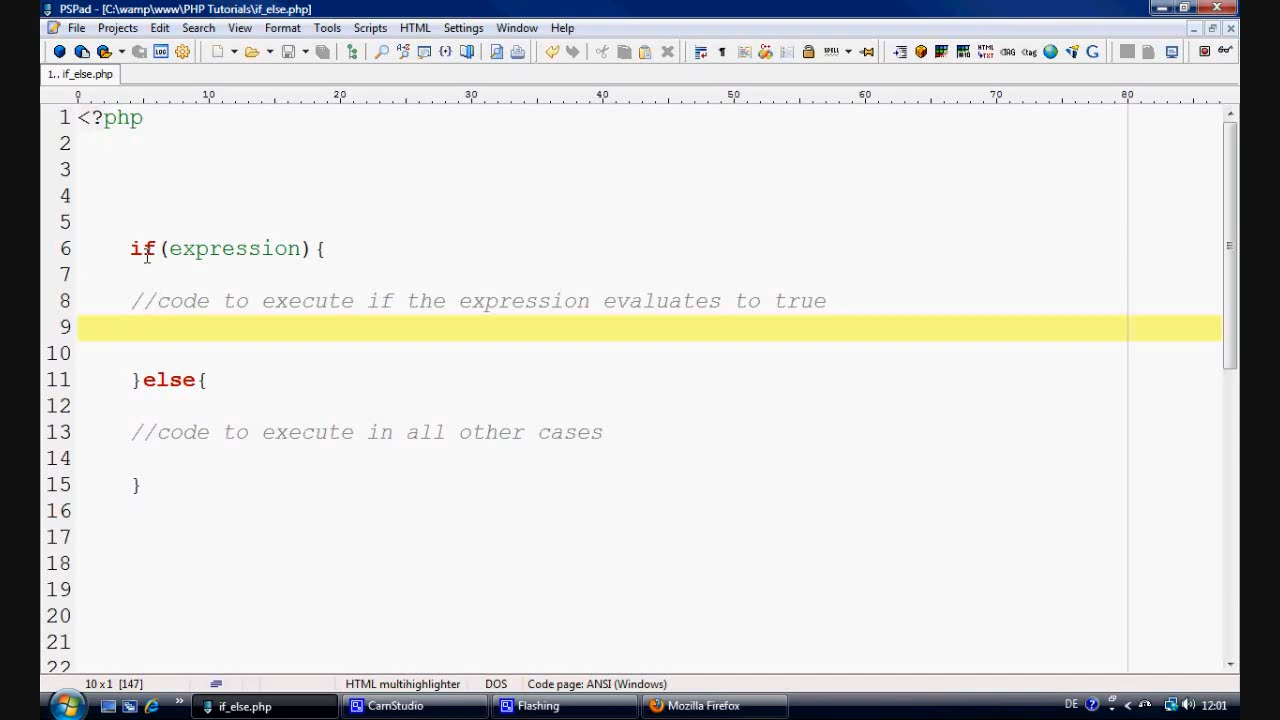 PSPad - [C:\wamp\www\PHP Tutorials\if_else.php]
File Projects Edit Search View Format Tools Scripts HTML Settings Window Help
1.. if_else.php
0 10 20 30 40 50 60 70 80
1 <?php
2
3
4
5
6 if(expression){
7
8 //code to execute if the expression evaluates to true
9
10
11 }else{
12
13 //code to execute in all other cases
14
15 }
16
17
18
19
20
21
22
10 x 1 [147] HTML multihighlighter DOS Code page: ANSI (Windows)
if_else.php CamStudio Flashing Mozilla Firefox DE 12:01